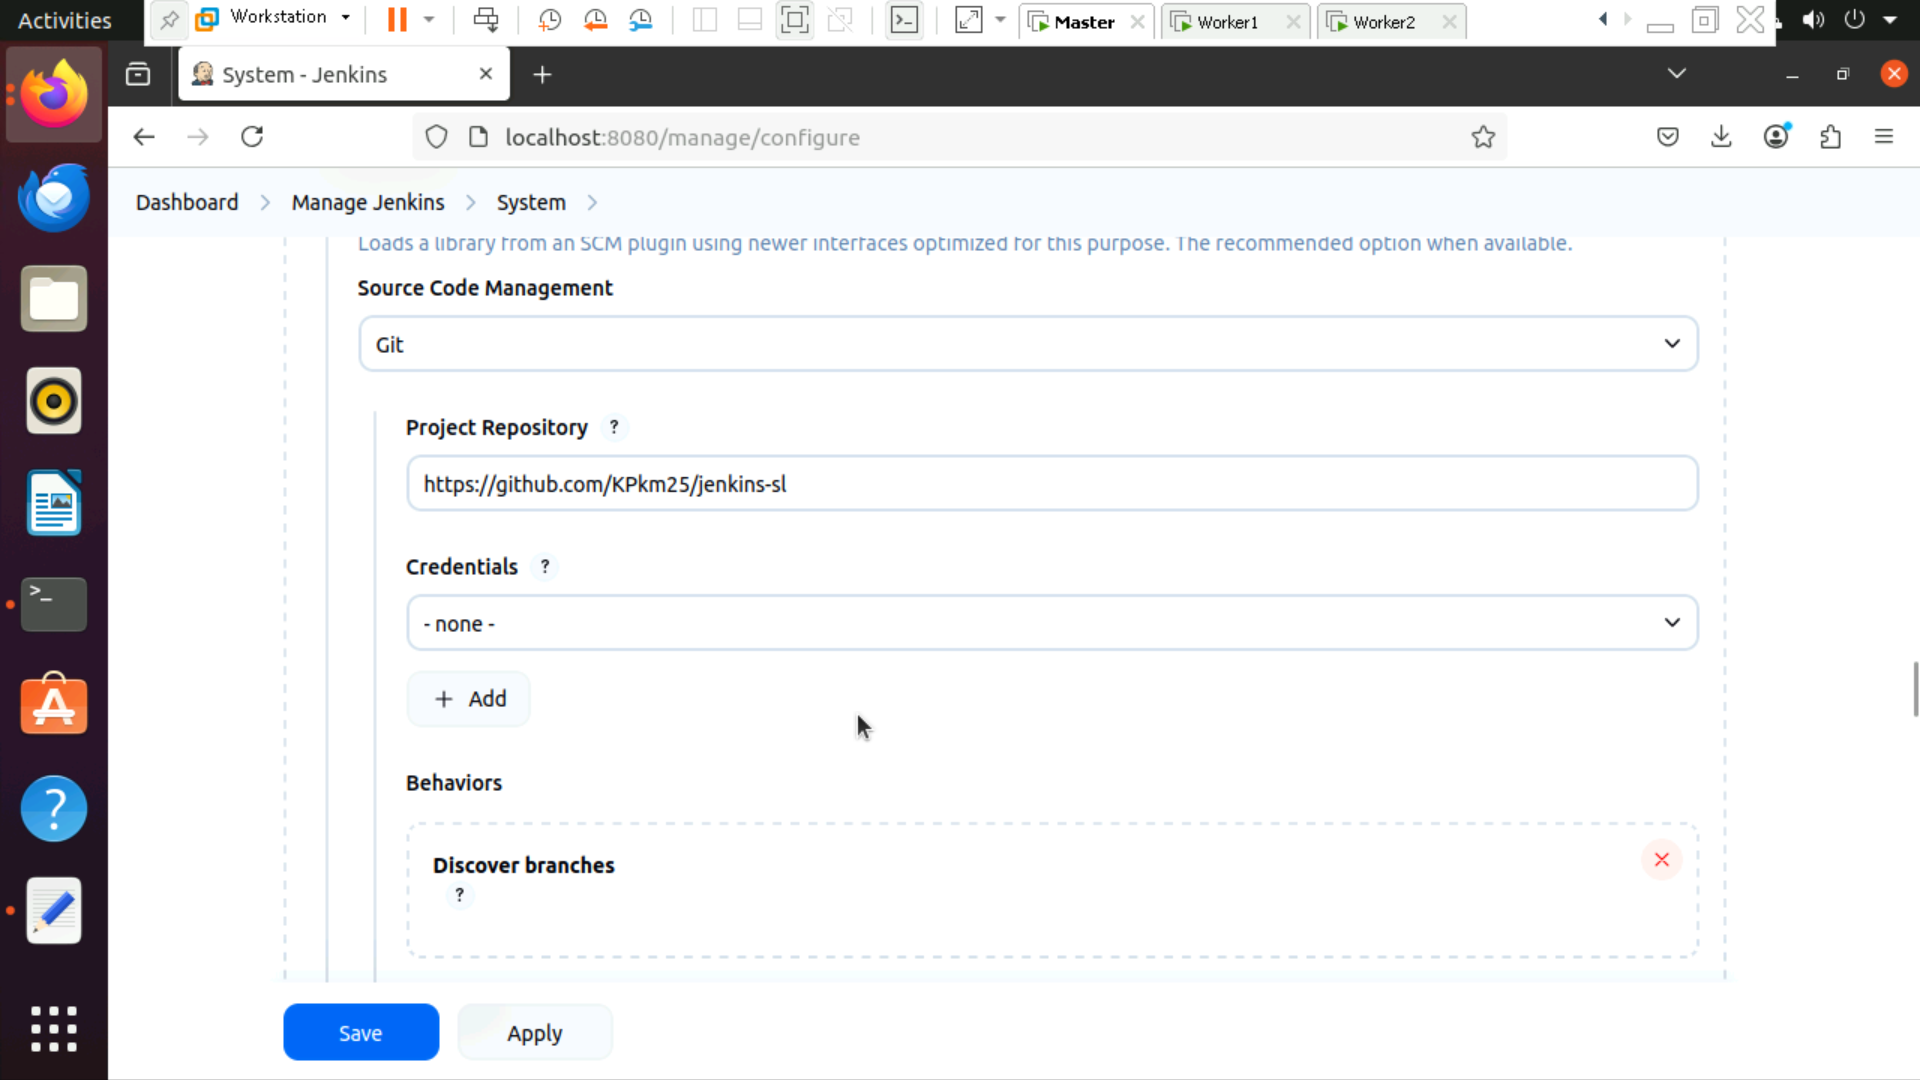 Activities
Workstation
Master
Worker1
Worker2
System - Jenkins
localhost:8080/manage/configure
Dashboard
Manage Jenkins
System
Loads a library from an SCM plugin using newer interfaces optimized for this purpose. The recommended option when available.
Source Code Management
Git
Project Repository ?
https://github.com/KPkm25/jenkins-sl
Credentials ?
- none -
+ Add
Behaviors
Discover branches
?
Save
Apply